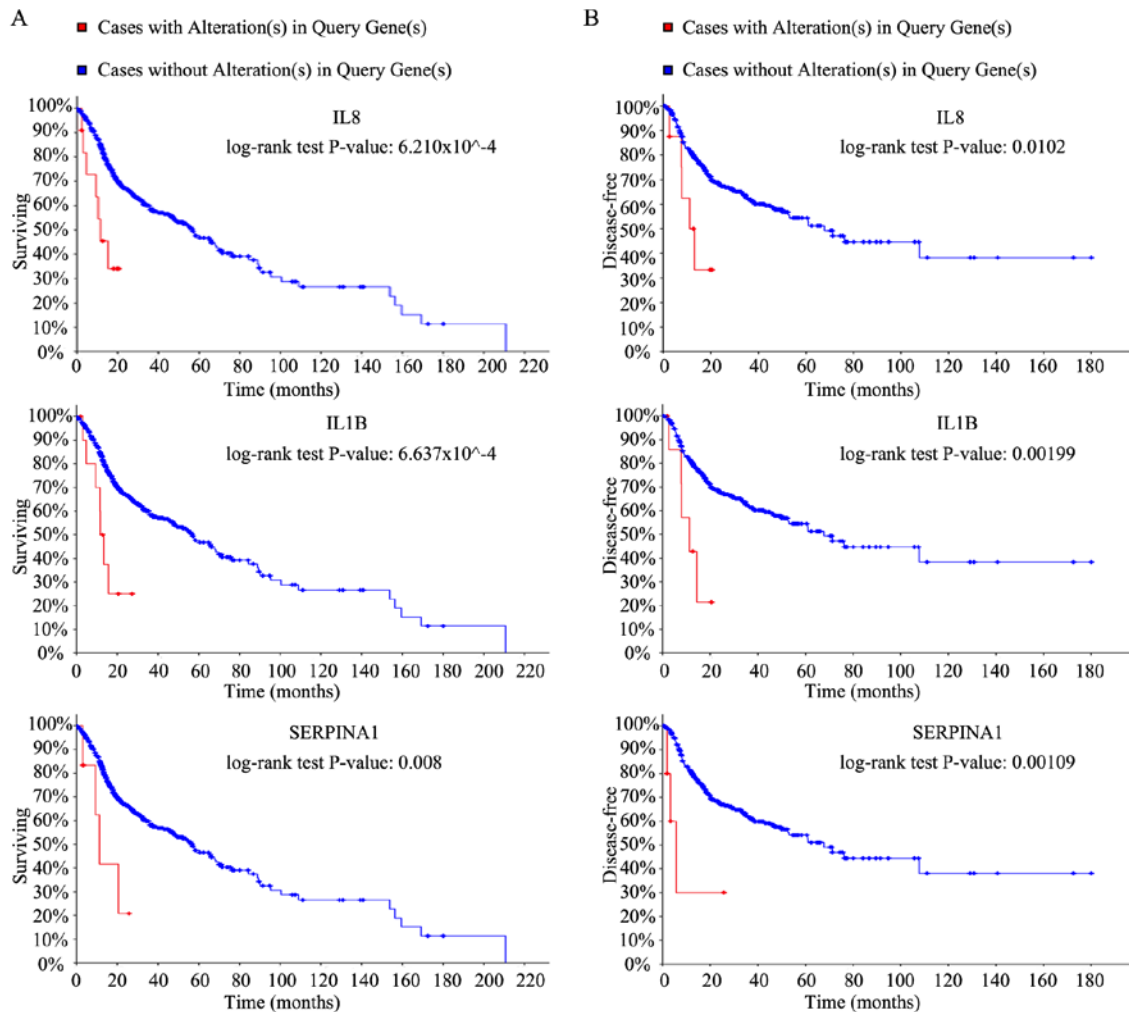 A
Cases with Alteration(s) in Query Gene(s)
Cases without Alteration(s) in Query Gene(s)
100%
90%
80%
70%
60%
50%
40%
30%
20%
10%
0%
Surviving
IL8
log-rank test P-value: 6.210x10^-4
0 20 40 60 80 100 120 140 160 180 200 220
Time (months)
100%
90%
80%
70%
60%
50%
40%
30%
20%
10%
0%
Surviving
IL1B
log-rank test P-value: 6.637x10^-4
0 20 40 60 80 100 120 140 160 180 200 220
Time (months)
100%
90%
80%
70%
60%
50%
40%
30%
20%
10%
0%
Surviving
SERPINA1
log-rank test P-value: 0.008
0 20 40 60 80 100 120 140 160 180 200 220
Time (months)
B
Cases with Alteration(s) in Query Gene(s)
Cases without Alteration(s) in Query Gene(s)
100%
90%
80%
70%
60%
50%
40%
30%
20%
10%
0%
Disease-free
IL8
log-rank test P-value: 0.0102
0 20 40 60 80 100 120 140 160 180
Time (months)
100%
90%
80%
70%
60%
50%
40%
30%
20%
10%
0%
Disease-free
IL1B
log-rank test P-value: 0.00199
0 20 40 60 80 100 120 140 160 180
Time (months)
100%
90%
80%
70%
60%
50%
40%
30%
20%
10%
0%
Disease-free
SERPINA1
log-rank test P-value: 0.00109
0 20 40 60 80 100 120 140 160 180
Time (months)